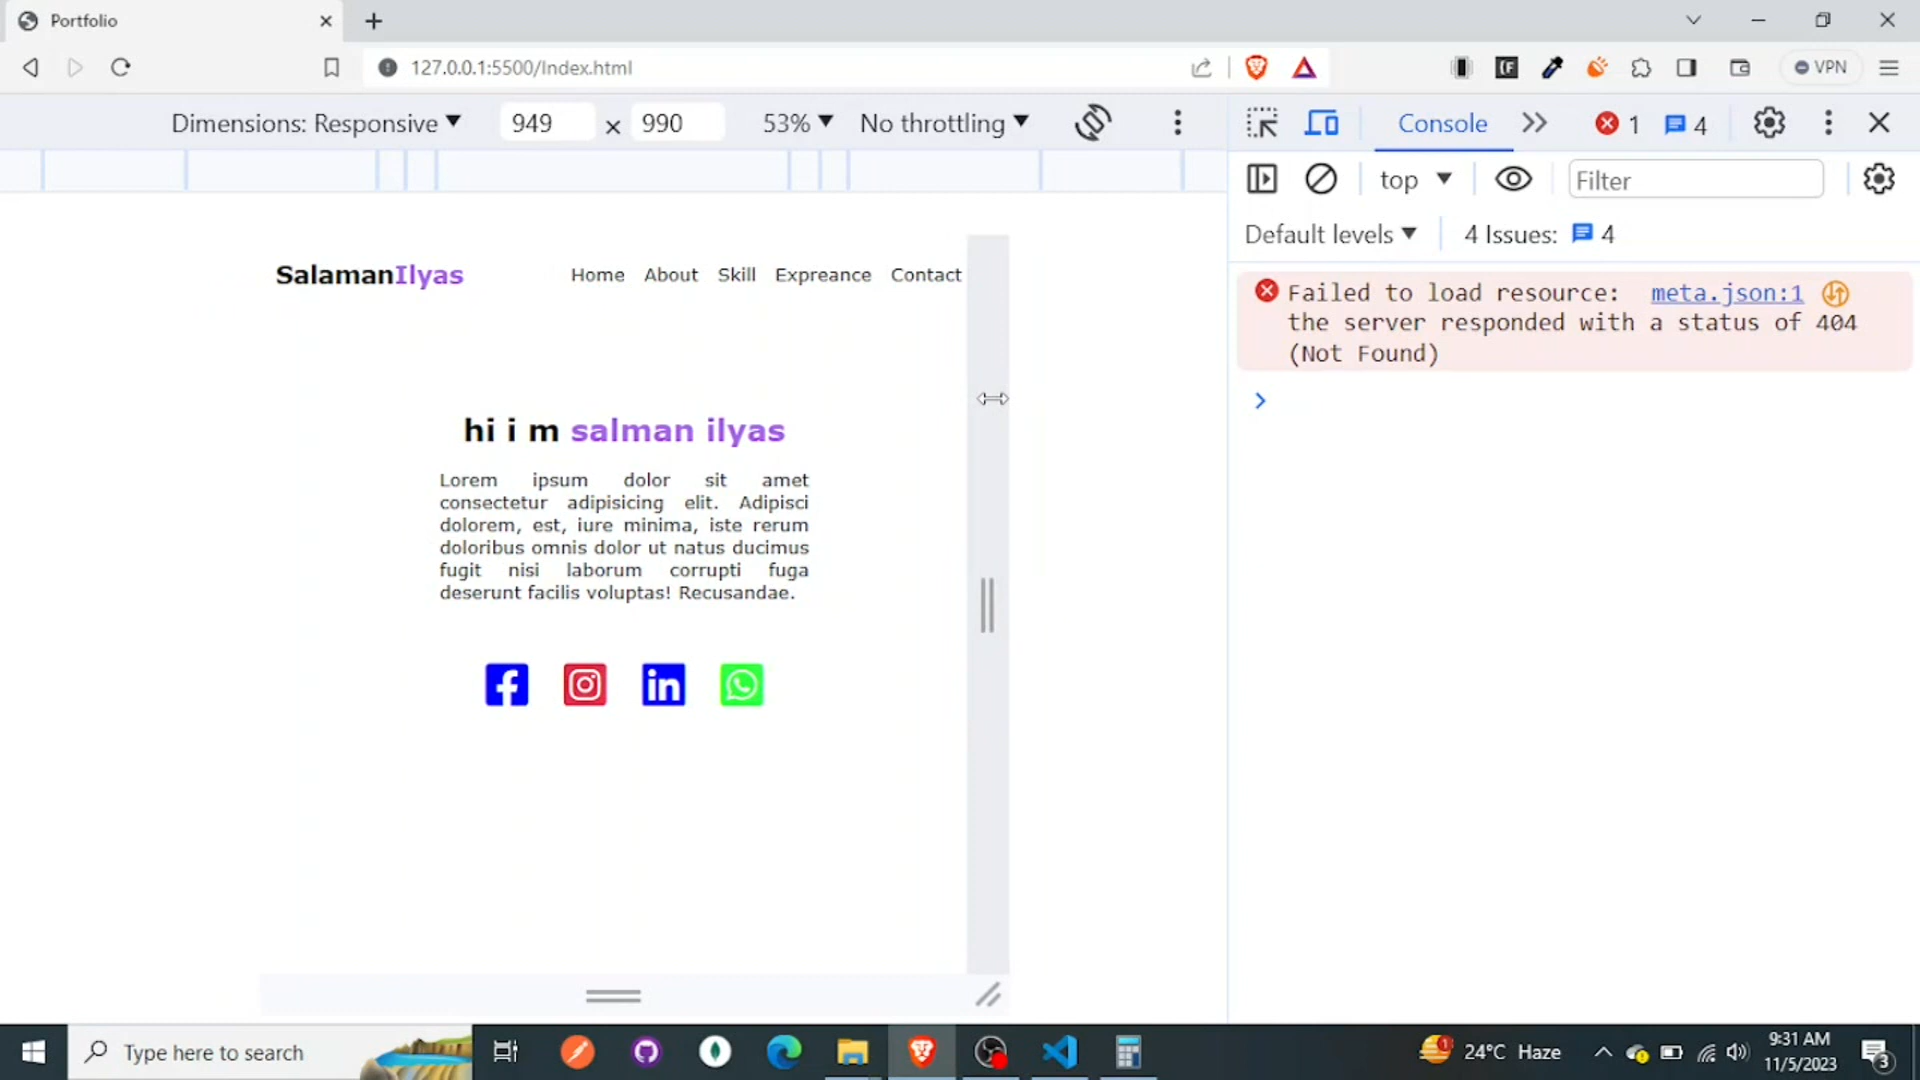 Portfolio
127.0.0.1:5500/Index.html
VPN
Dimensions: Responsive 949 x 990 53% No throttling
Console 1 4
top Filter
Default levels 4 Issues: 4
Failed to load resource: meta.json:1
the server responded with a status of 404
(Not Found)
SalamanIlyas Home About Skill Expreance Contact
hi i m salman ilyas
Lorem ipsum dolor sit amet
consectetur adipisicing elit. Adipisci
dolorem, est, iure minima, iste rerum
doloribus omnis dolor ut natus ducimus
fugit nisi laborum corrupti fuga
deserunt facilis voluptas! Recusandae.
Type here to search
24°C Haze
9:31 AM
11/5/2023
3